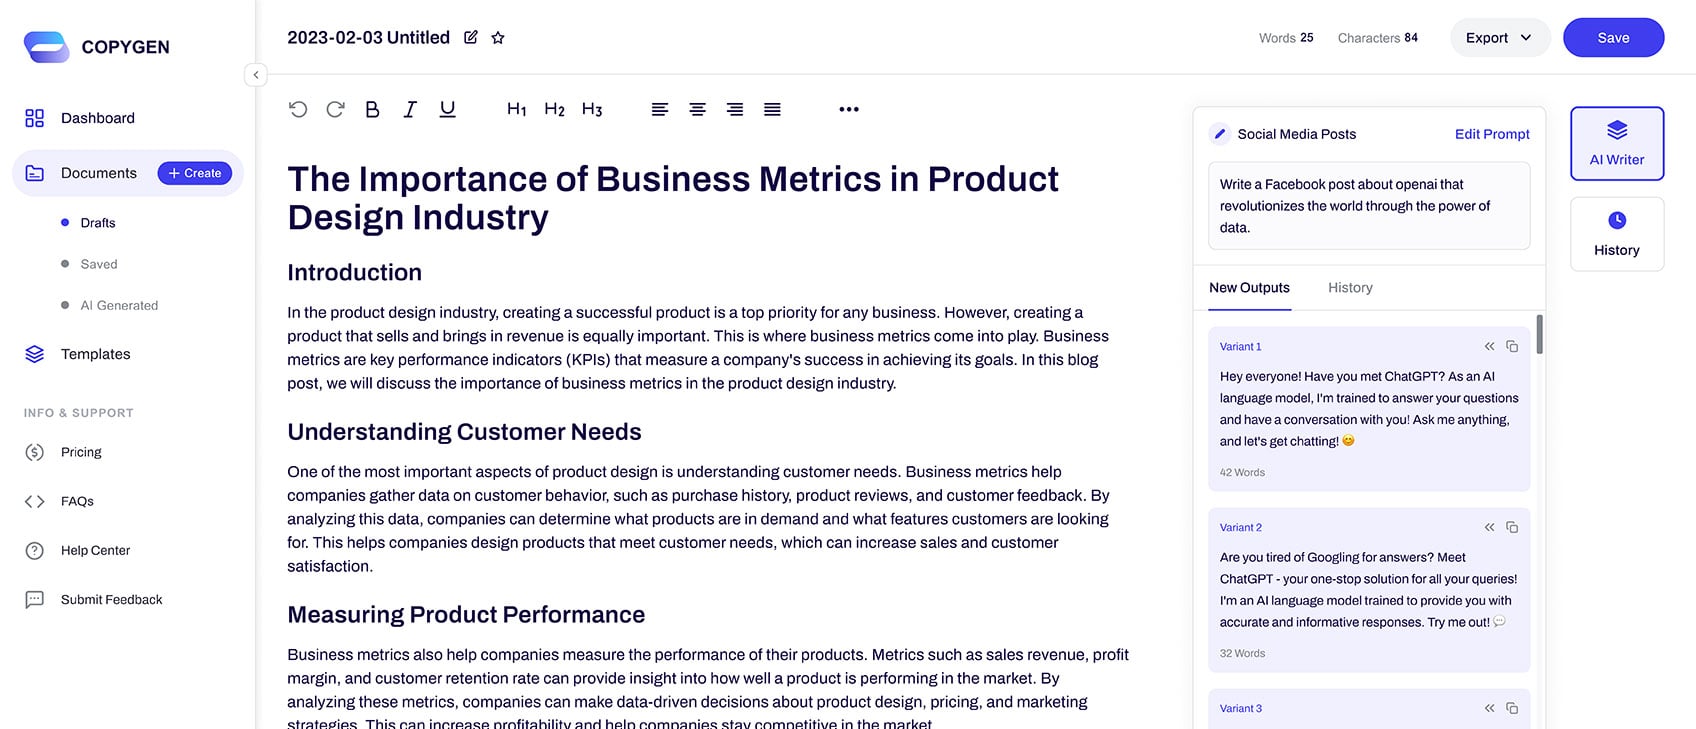 COPYGEN
Dashboard
Documents
+ Create
Drafts
Saved
AI Generated
Templates
INFO & SUPPORT
Pricing
FAQs
Help Center
Submit Feedback
2023-02-03 Untitled
Words 25
Characters 84
Export
Save
B I U
H1 H2 H3
The Importance of Business Metrics in Product
Design Industry
Introduction
In the product design industry, creating a successful product is a top priority for any business. However, creating a
product that sells and brings in revenue is equally important. This is where business metrics come into play. Business
metrics are key performance indicators (KPIs) that measure a company's success in achieving its goals. In this blog
post, we will discuss the importance of business metrics in the product design industry.
Understanding Customer Needs
One of the most important aspects of product design is understanding customer needs. Business metrics help
companies gather data on customer behavior, such as purchase history, product reviews, and customer feedback. By
analyzing this data, companies can determine what products are in demand and what features customers are looking
for. This helps companies design products that meet customer needs, which can increase sales and customer
satisfaction.
Measuring Product Performance
Business metrics also help companies measure the performance of their products. Metrics such as sales revenue, profit
margin, and customer retention rate can provide insight into how well a product is performing in the market. By
analyzing these metrics, companies can make data-driven decisions about product design, pricing, and marketing
strategies. This can increase profitability and help companies stay competitive in the market.
Social Media Posts
Edit Prompt
Write a Facebook post about openai that
revolutionizes the world through the power of
data.
New Outputs
History
Variant 1
Hey everyone! Have you met ChatGPT? As an AI
language model, I'm trained to answer your questions
and have a conversation with you! Ask me anything,
and let's get chatting! 😊
42 Words
Variant 2
Are you tired of Googling for answers? Meet
ChatGPT - your one-stop solution for all your queries!
I'm an AI language model trained to provide you with
accurate and informative responses. Try me out! 💬
32 Words
Variant 3
AI Writer
History